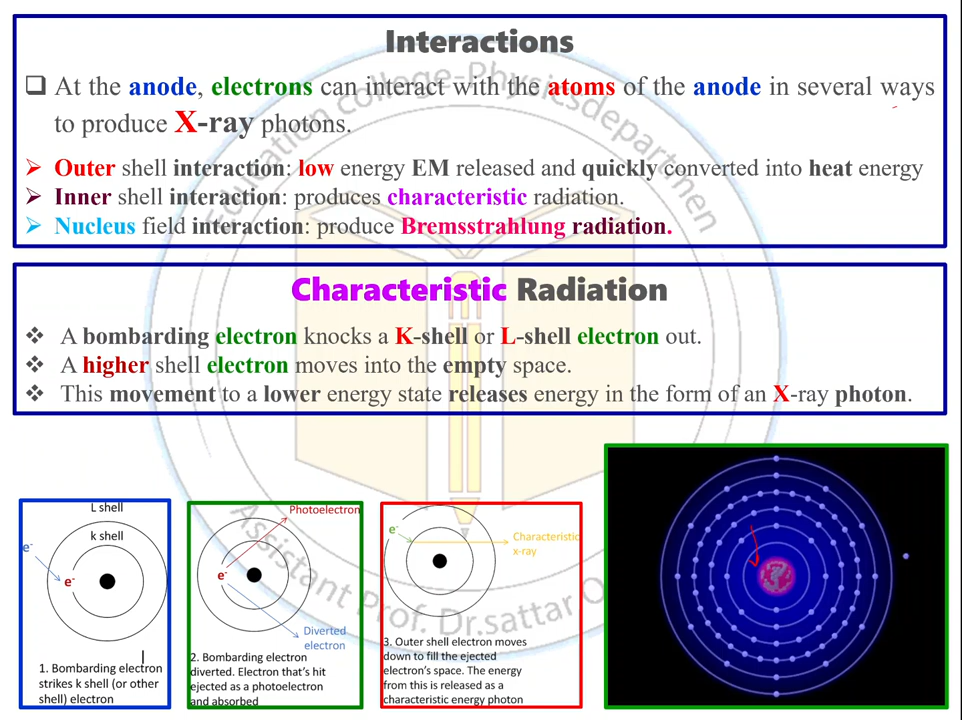 Interactions
❑ At the anode, electrons can interact with the atoms of the anode in several ways
to produce X-ray photons.
➢ Outer shell interaction: low energy EM released and quickly converted into heat energy
➢ Inner shell interaction: produces characteristic radiation.
➢ Nucleus field interaction: produce Bremsstrahlung radiation.
Characteristic Radiation
❖ A bombarding electron knocks a K-shell or L-shell electron out.
❖ A higher shell electron moves into the empty space.
❖ This movement to a lower energy state releases energy in the form of an X-ray photon.
L shell
k shell
e-
e-
1. Bombarding electron
strikes k shell (or other
shell) electron
Photoelectron
e-
Diverted
electron
2. Bombarding electron
diverted. Electron that's hit
ejected as a photoelectron
and absorbed
e-
Characteristic
x-ray
3. Outer shell electron moves
down to fill the ejected
electron's space. The energy
from this is released as a
characteristic energy photon
Education college-Physicsdepartmen
Assistant Prof. Dr.sattar